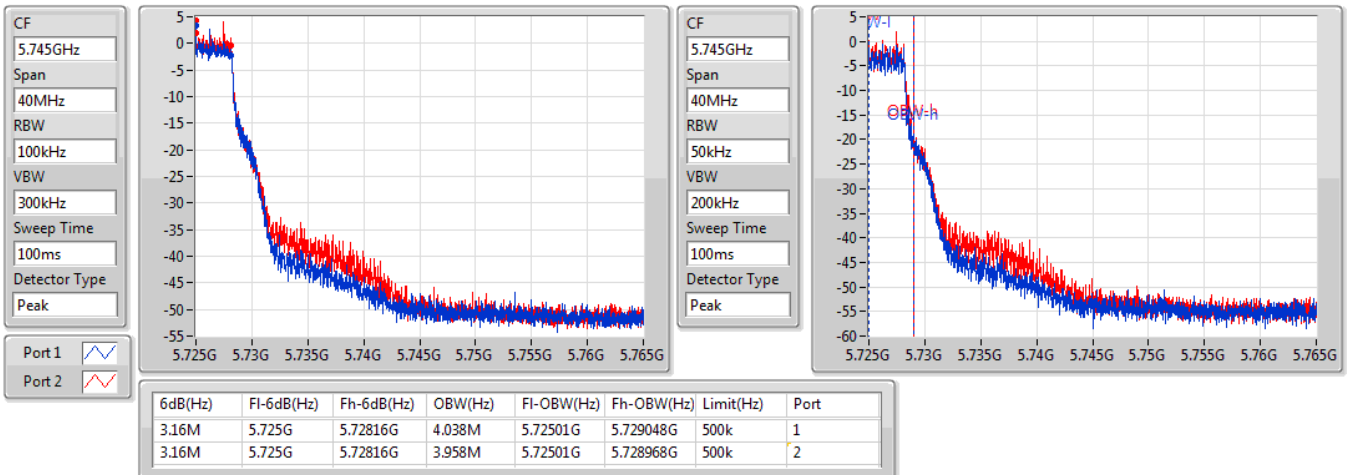 CF
5.745GHz
Span
40MHz
RBW
100kHz
VBW
300kHz
Sweep Time
100ms
Detector Type
Peak
Port 1
Port 2
5
0
-5
-10
-15
-20
-25
-30
-35
-40
-45
-50
-55
5.725G 5.73G 5.735G 5.74G 5.745G 5.75G 5.755G 5.76G 5.765G
CF
5.745GHz
Span
40MHz
RBW
50kHz
VBW
200kHz
Sweep Time
100ms
Detector Type
Peak
5
0
-5
-10
-15
-20
-25
-30
-35
-40
-45
-50
-55
-60
W-l
OBW-h
5.725G 5.73G 5.735G 5.74G 5.745G 5.75G 5.755G 5.76G 5.765G
6dB(Hz) Fl-6dB(Hz) Fh-6dB(Hz) OBW(Hz) Fl-OBW(Hz) Fh-OBW(Hz) Limit(Hz) Port
3.16M 5.725G 5.72816G 4.038M 5.72501G 5.729048G 500k 1
3.16M 5.725G 5.72816G 3.958M 5.72501G 5.728968G 500k 2